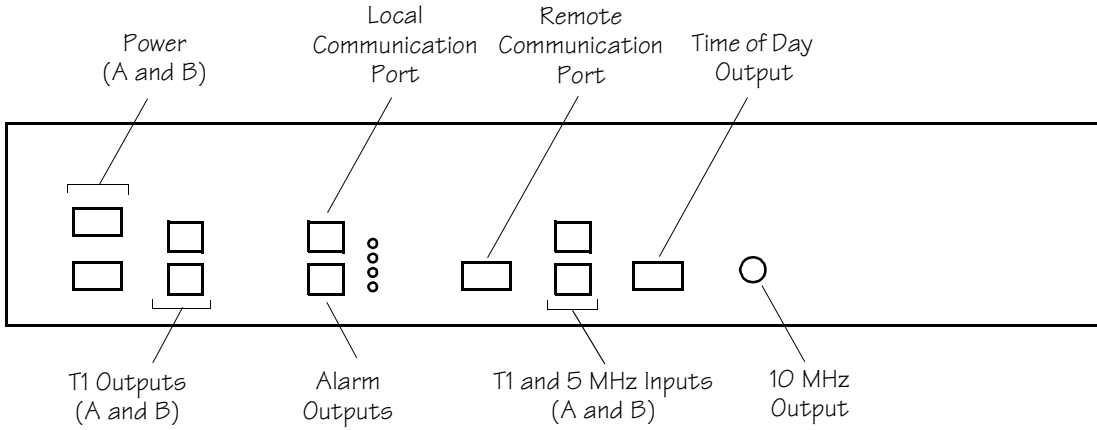 Power
(A and B)
Local
Communication
Port
Remote
Communication
Port
Time of Day
Output
T1 Outputs
(A and B)
Alarm
Outputs
T1 and 5 MHz Inputs
(A and B)
10 MHz
Output